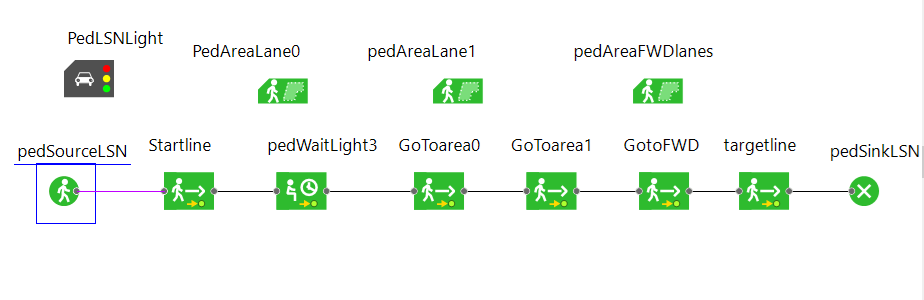 PedLSNLight
PedAreaLane0
pedAreaLane1
pedAreaFWDlanes
pedSourceLSN
Startline
pedWaitLight3
GoToarea0
GoToarea1
GotoFWD
targetline
pedSinkLSN